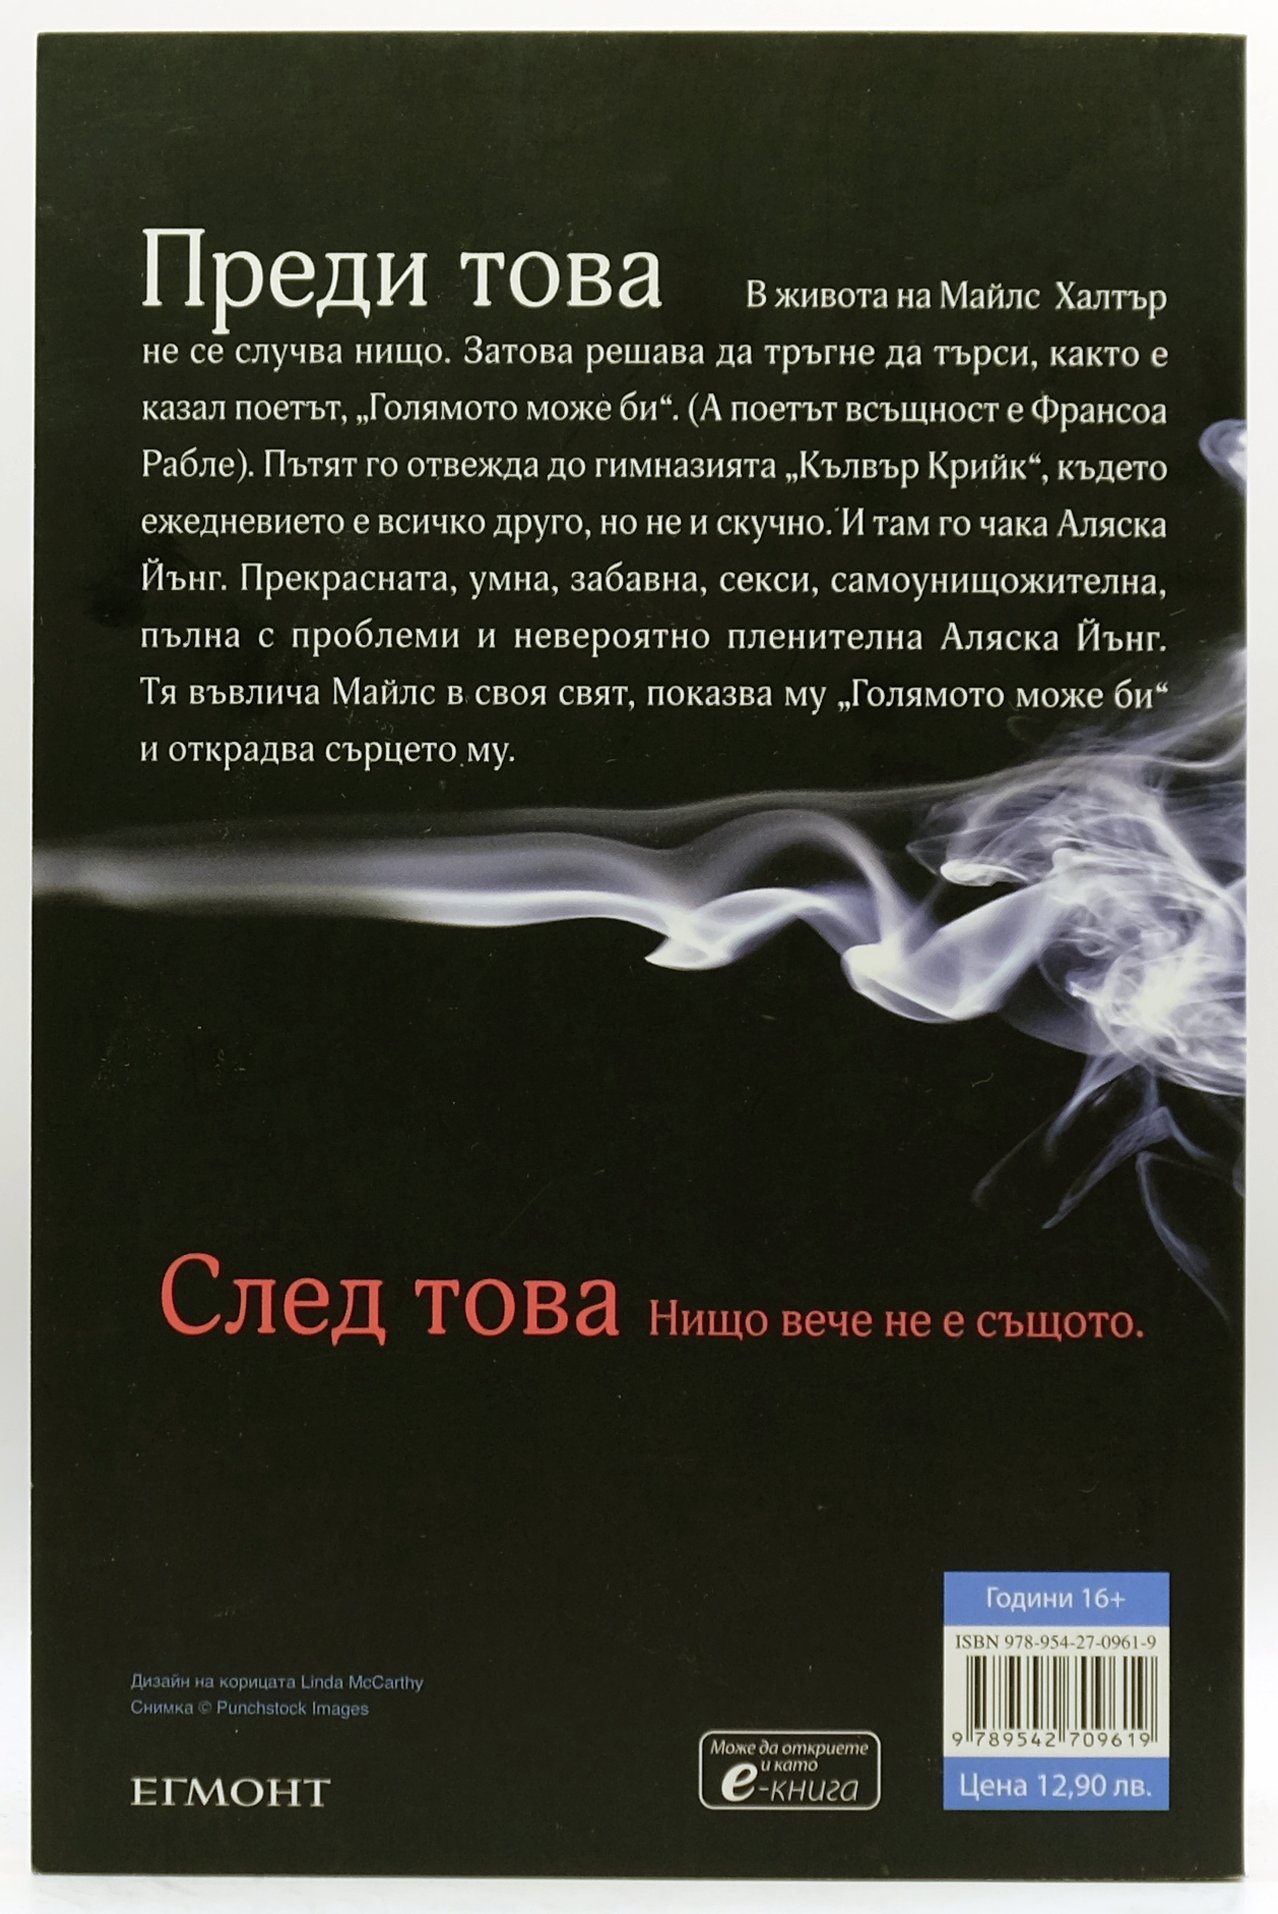 Преди това В живота на Майлс Халтър
не се случва нищо. Затова решава да тръгне да търси, както е
казал поетът, „Голямото може би“. (А поетът всъщност е Франсоа
Рабле). Пътят го отвежда до гимназията „Кълвър Крийк“, където
ежедневието е всичко друго, но не и скучно. И там го чака Аляска
Йънг. Прекрасната, умна, забавна, секси, самоунищожителна,
пълна с проблеми и невероятно пленителна Аляска Йънг.
Тя въвлича Майлс в своя свят, показва му „Голямото може би“
и открадва сърцето му.
След това Нищо вече не е същото.
Години 16+
ISBN 978-954-27-0961-9
9 789542 709619
Цена 12,90 лв.
Дизайн на корицата Linda McCarthy
Снимка © Punchstock Images
ЕГМОНТ
Може да откриете
и като
е-книга